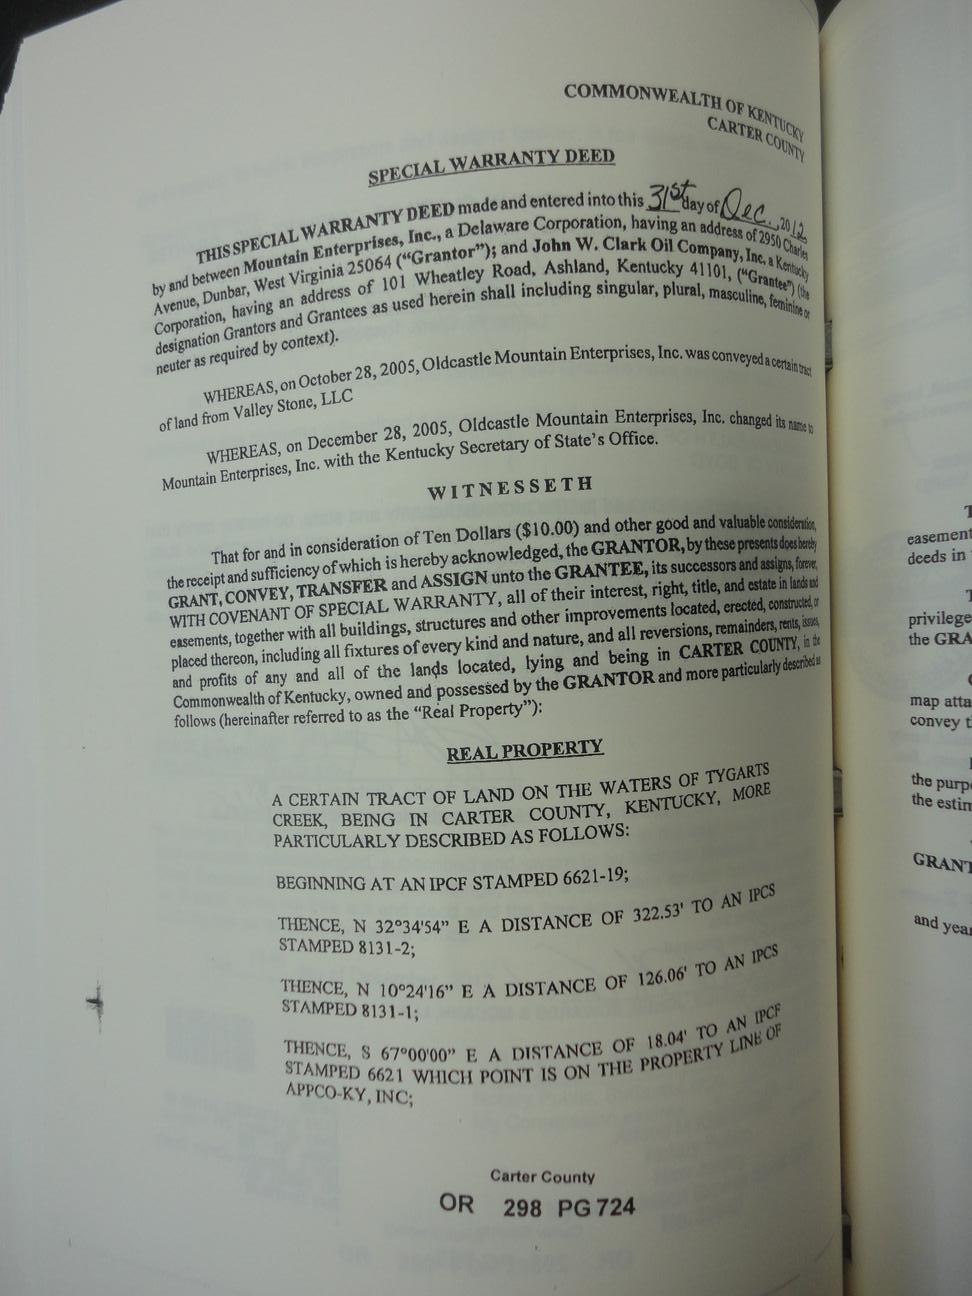 COMMONWEALTH OF KENTUCKY
CARTER COUNTY
SPECIAL WARRANTY DEED
THIS SPECIAL WARRANTY DEED made and entered into this 31st day of Dec., 2012
by and between Mountain Enterprises, Inc., a Delaware Corporation, having an address of 2950 Charles
Avenue, Dunbar, West Virginia 25064 (“Grantor”); and John W. Clark Oil Company, Inc, a Kentucky
Corporation, having an address of 101 Wheatley Road, Ashland, Kentucky 41101, (“Grantee”) (the
designation Grantors and Grantees as used herein shall including singular, plural, masculine, feminine or
neuter as required by context).
WHEREAS, on October 28, 2005, Oldcastle Mountain Enterprises, Inc. was conveyed a certain tract
of land from Valley Stone, LLC
WHEREAS, on December 28, 2005, Oldcastle Mountain Enterprises, Inc. changed its name to
Mountain Enterprises, Inc. with the Kentucky Secretary of State’s Office.
W I T N E S S E T H
That for and in consideration of Ten Dollars ($10.00) and other good and valuable consideration,
the receipt and sufficiency of which is hereby acknowledged, the GRANTOR, by these presents does hereby
GRANT, CONVEY, TRANSFER and ASSIGN unto the GRANTEE, its successors and assigns, forever,
WITH COVENANT OF SPECIAL WARRANTY, all of their interest, right, title, and estate in lands and
easements, together with all buildings, structures and other improvements located, erected, constructed, or
placed thereon, including all fixtures of every kind and nature, and all reversions, remainders, rents, issues,
and profits of any and all of the lands located, lying and being in CARTER COUNTY, in the
Commonwealth of Kentucky, owned and possessed by the GRANTOR and more particularly described as
follows (hereinafter referred to as the “Real Property”):
REAL PROPERTY
A CERTAIN TRACT OF LAND ON THE WATERS OF TYGARTS
CREEK, BEING IN CARTER COUNTY, KENTUCKY, MORE
PARTICULARLY DESCRIBED AS FOLLOWS:
BEGINNING AT AN IPCF STAMPED 6621-19;
THENCE, N 32°34'54” E A DISTANCE OF 322.53' TO AN IPCS
STAMPED 8131-2;
THENCE, N 10°24'16” E A DISTANCE OF 126.06' TO AN IPCS
STAMPED 8131-1;
THENCE, S 67°00'00” E A DISTANCE OF 18.04' TO AN IPCF
STAMPED 6621 WHICH POINT IS ON THE PROPERTY LINE OF
APPCO-KY, INC;
Carter County
OR 298 PG 724
easement
deeds in
privilege
the GRA
map atta
convey t
the purp
the estin
GRANT
and year